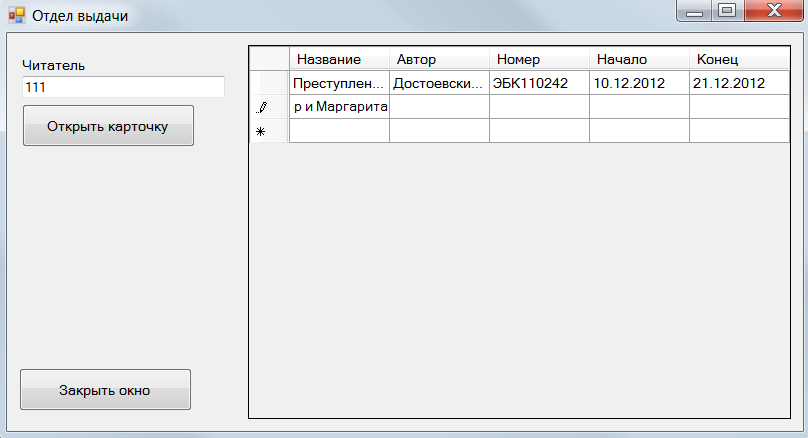 Отдел выдачи
Читатель
111
Открыть карточку
Закрыть окно
Название Автор Номер Начало Конец
Преступлен... Достоевски... ЭБК110242 10.12.2012 21.12.2012
р и Маргарита